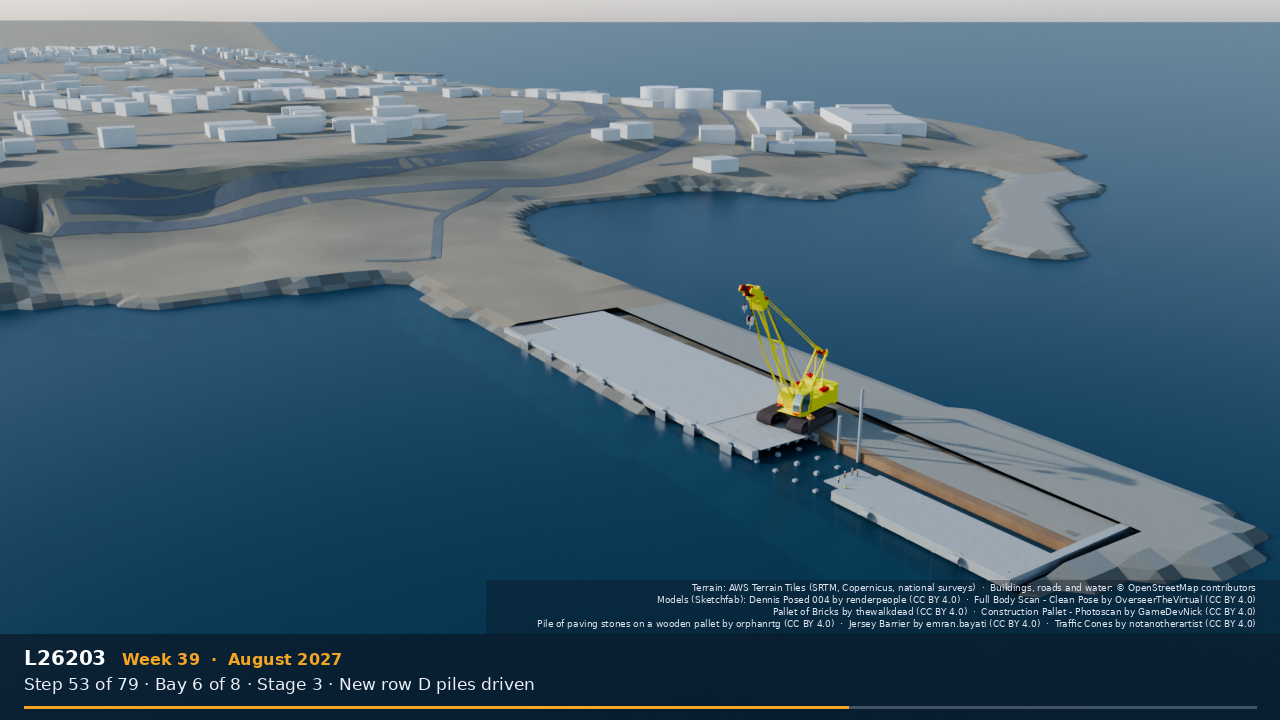 Terrain: AWS Terrain Tiles (SRTM, Copernicus, national surveys)  ·  Buildings, roads and water: © OpenStreetMap contributors
Models (Sketchfab): Dennis Posed 004 by renderpeople (CC BY 4.0)  ·  Full Body Scan - Clean Pose by OverseerTheVirtual (CC BY 4.0)
Pallet of Bricks by thewalkdead (CC BY 4.0)  ·  Construction Pallet - Photoscan by GameDevNick (CC BY 4.0)
Pile of paving stones on a wooden pallet by orphanrtg (CC BY 4.0)  ·  Jersey Barrier by emran.bayati (CC BY 4.0)  ·  Traffic Cones by notanotherartist (CC BY 4.0)
L26203 Week 39 · August 2027
Step 53 of 79 · Bay 6 of 8 · Stage 3 · New row D piles driven